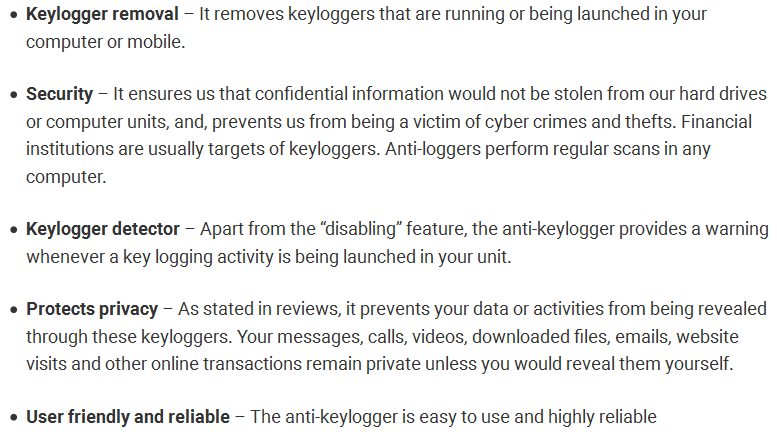 • Keylogger removal – It removes keyloggers that are running or being launched in your
computer or mobile.
• Security – It ensures us that confidential information would not be stolen from our hard drives
or computer units, and, prevents us from being a victim of cyber crimes and thefts. Financial
institutions are usually targets of keyloggers. Anti-loggers perform regular scans in any
computer.
• Keylogger detector – Apart from the “disabling” feature, the anti-keylogger provides a warning
whenever a key logging activity is being launched in your unit.
• Protects privacy – As stated in reviews, it prevents your data or activities from being revealed
through these keyloggers. Your messages, calls, videos, downloaded files, emails, website
visits and other online transactions remain private unless you would reveal them yourself.
• User friendly and reliable – The anti-keylogger is easy to use and highly reliable